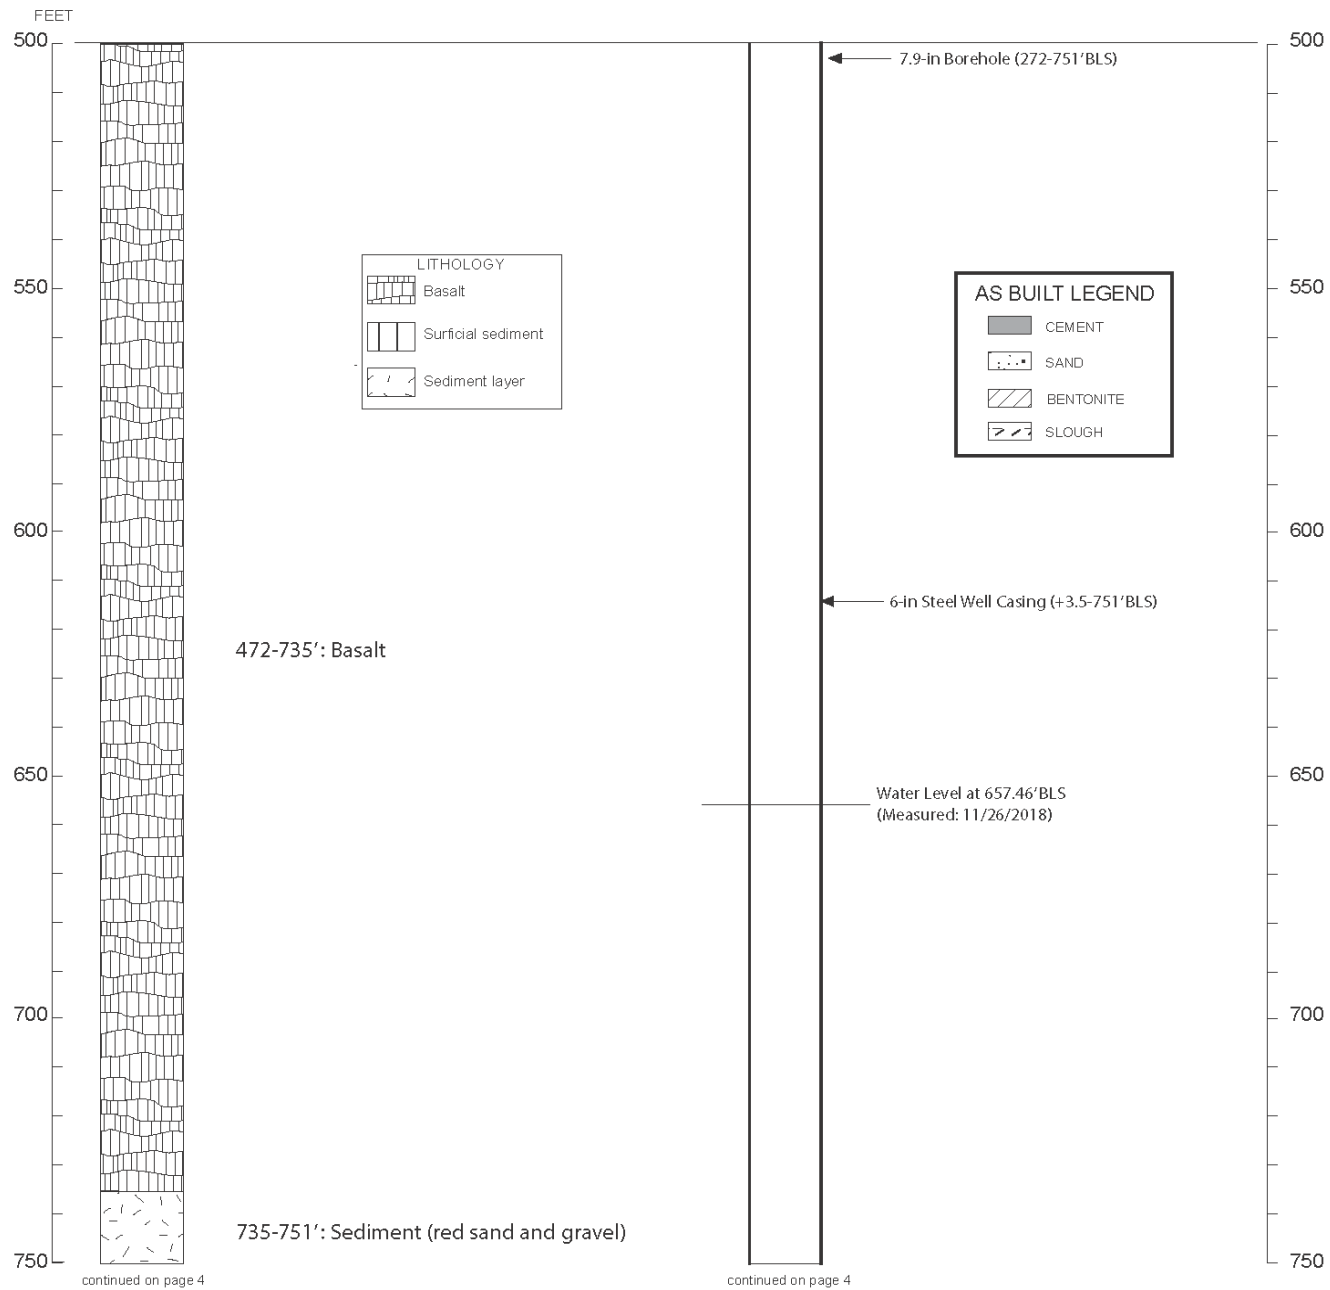 FEET
500
500
7.9-in Borehole (272-751'BLS)
LITHOLOGY
Basalt
Surficial sediment
Sediment layer
550
550
AS BUILT LEGEND
CEMENT
SAND
BENTONITE
SLOUGH
600
600
6-in Steel Well Casing (+3.5-751'BLS)
472-735': Basalt
650
650
Water Level at 657.46'BLS
(Measured: 11/26/2018)
700
700
735-751': Sediment (red sand and gravel)
750
750
continued on page 4
continued on page 4